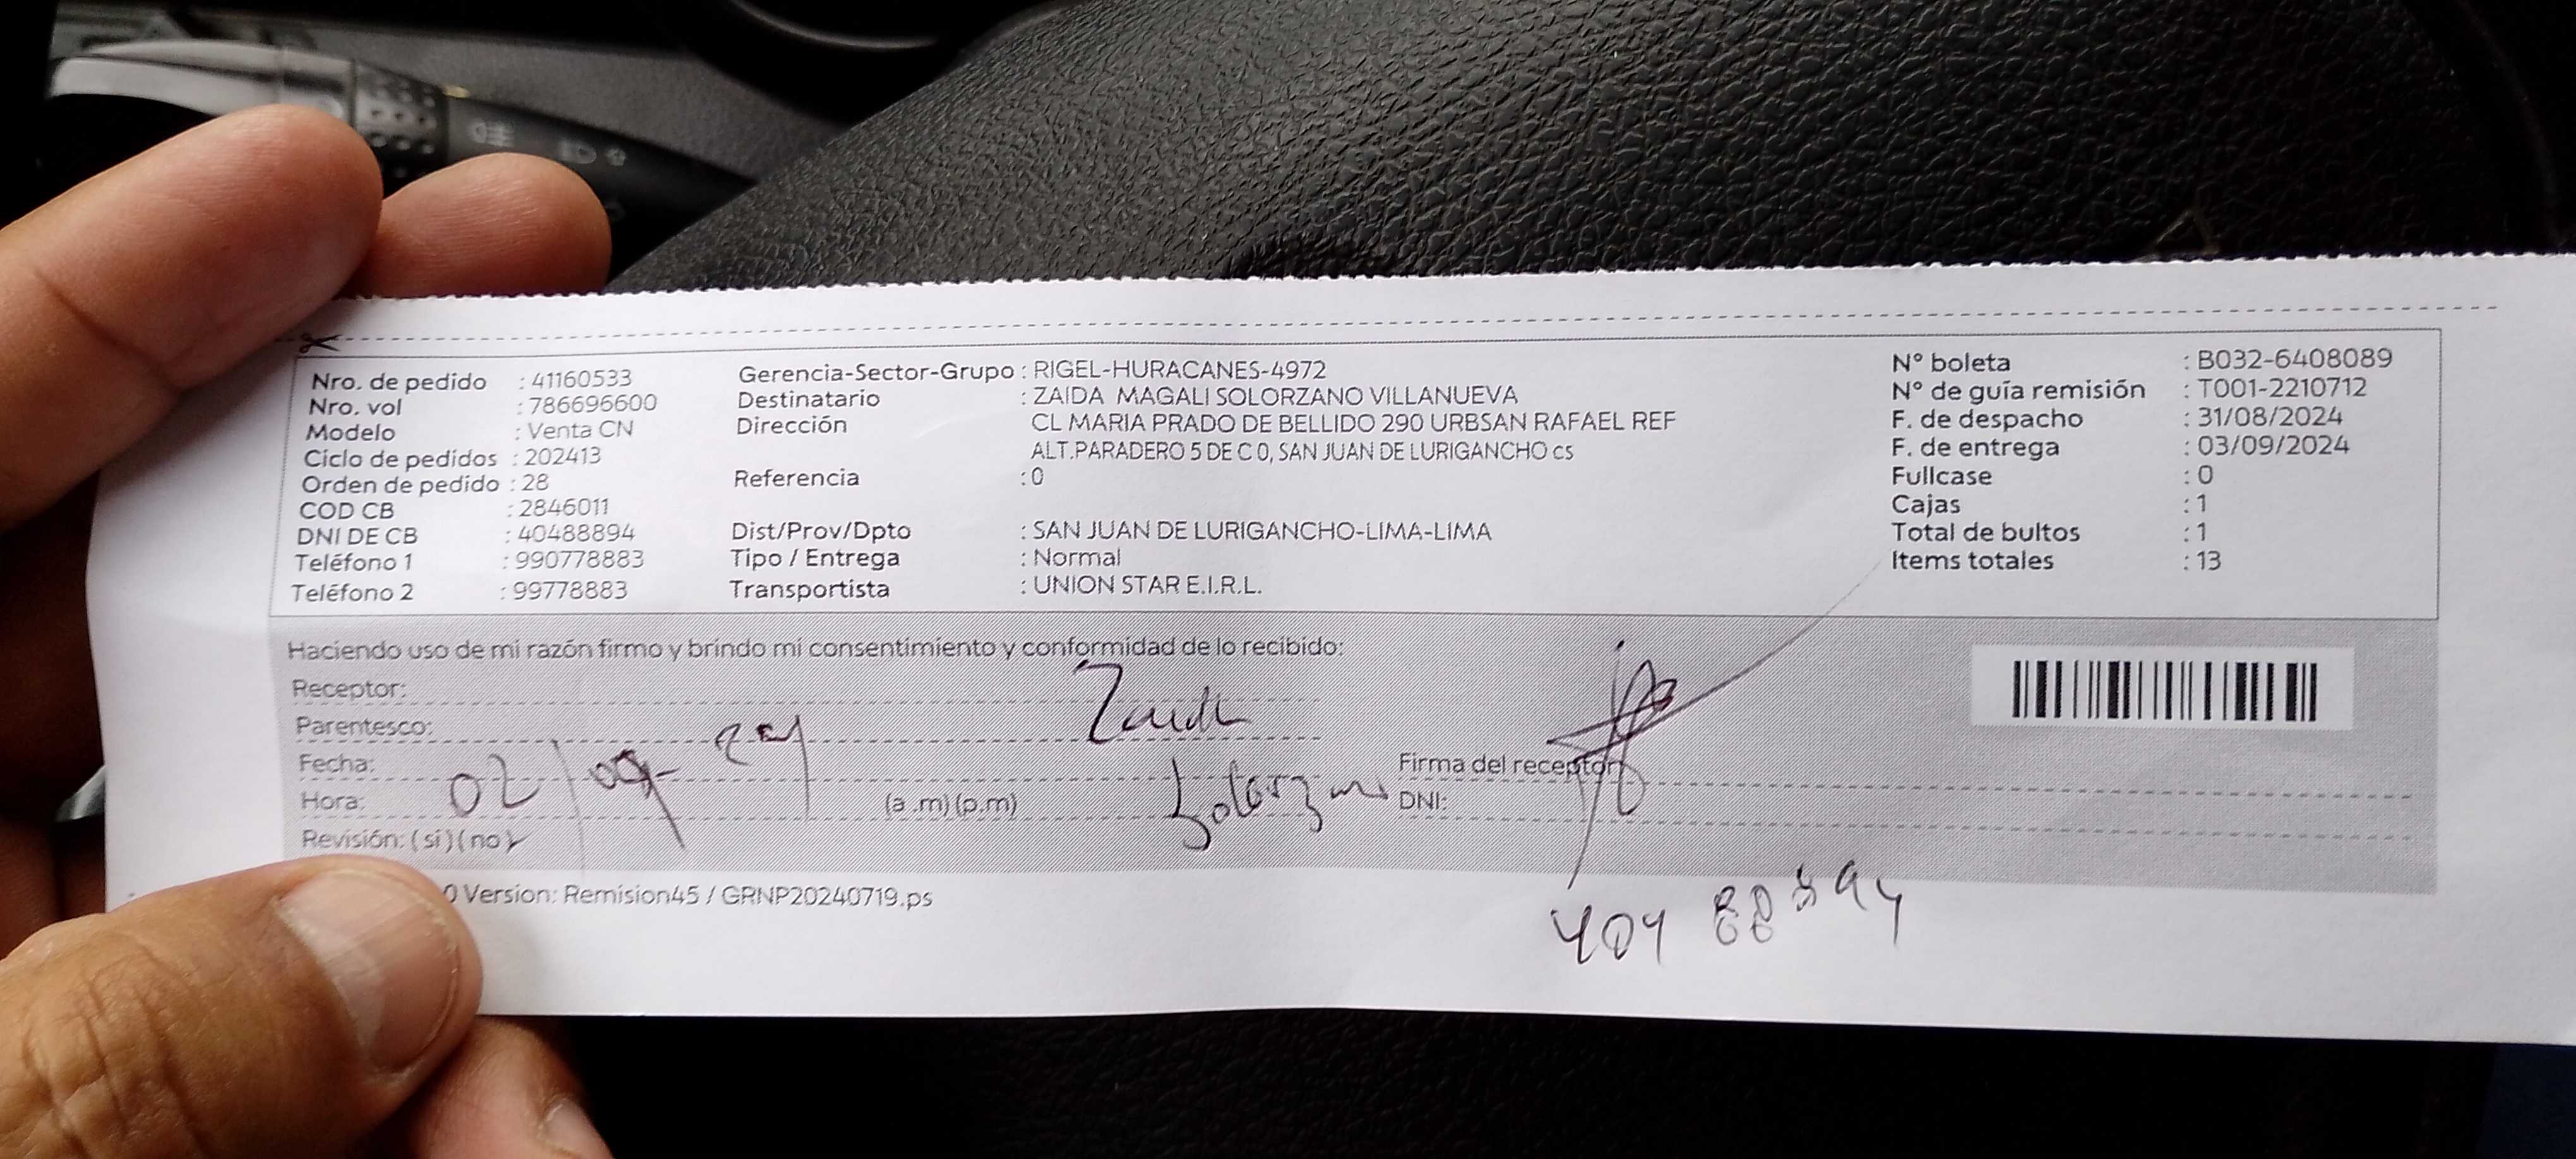 Nro. de pedido : 41160533
Nro. vol : 786696600
Modelo : Venta CN
Ciclo de pedidos : 202413
Orden de pedido : 28
COD CB : 2846011
DNI DE CB : 40488894
Teléfono 1 : 990778883
Teléfono 2 : 99778883
Gerencia-Sector-Grupo : RIGEL-HURACANES-4972
Destinatario : ZAIDA MAGALI SOLORZANO VILLANUEVA
Dirección CL MARIA PRADO DE BELLIDO 290 URBSAN RAFAEL REF
ALT.PARADERO 5 DE C 0, SAN JUAN DE LURIGANCHO cs
Referencia : 0
Dist/Prov/Dpto : SAN JUAN DE LURIGANCHO-LIMA-LIMA
Tipo / Entrega : Normal
Transportista : UNION STAR E.I.R.L.
N° boleta : B032-6408089
N° de guía remisión : T001-2210712
F. de despacho : 31/08/2024
F. de entrega : 03/09/2024
Fullcase : 0
Cajas : 1
Total de bultos : 1
Items totales : 13
Haciendo uso de mi razón firmo y brindo mi consentimiento y conformidad de lo recibido:
Receptor:
Parentesco: Zaida
Fecha: 02/09-24
Solorzano
Hora: (a .m) (p.m)
Revisión: ( si ) ( no )
Firma del receptor
DNI:
40488894
0 Version: Remision45 / GRNP20240719.ps